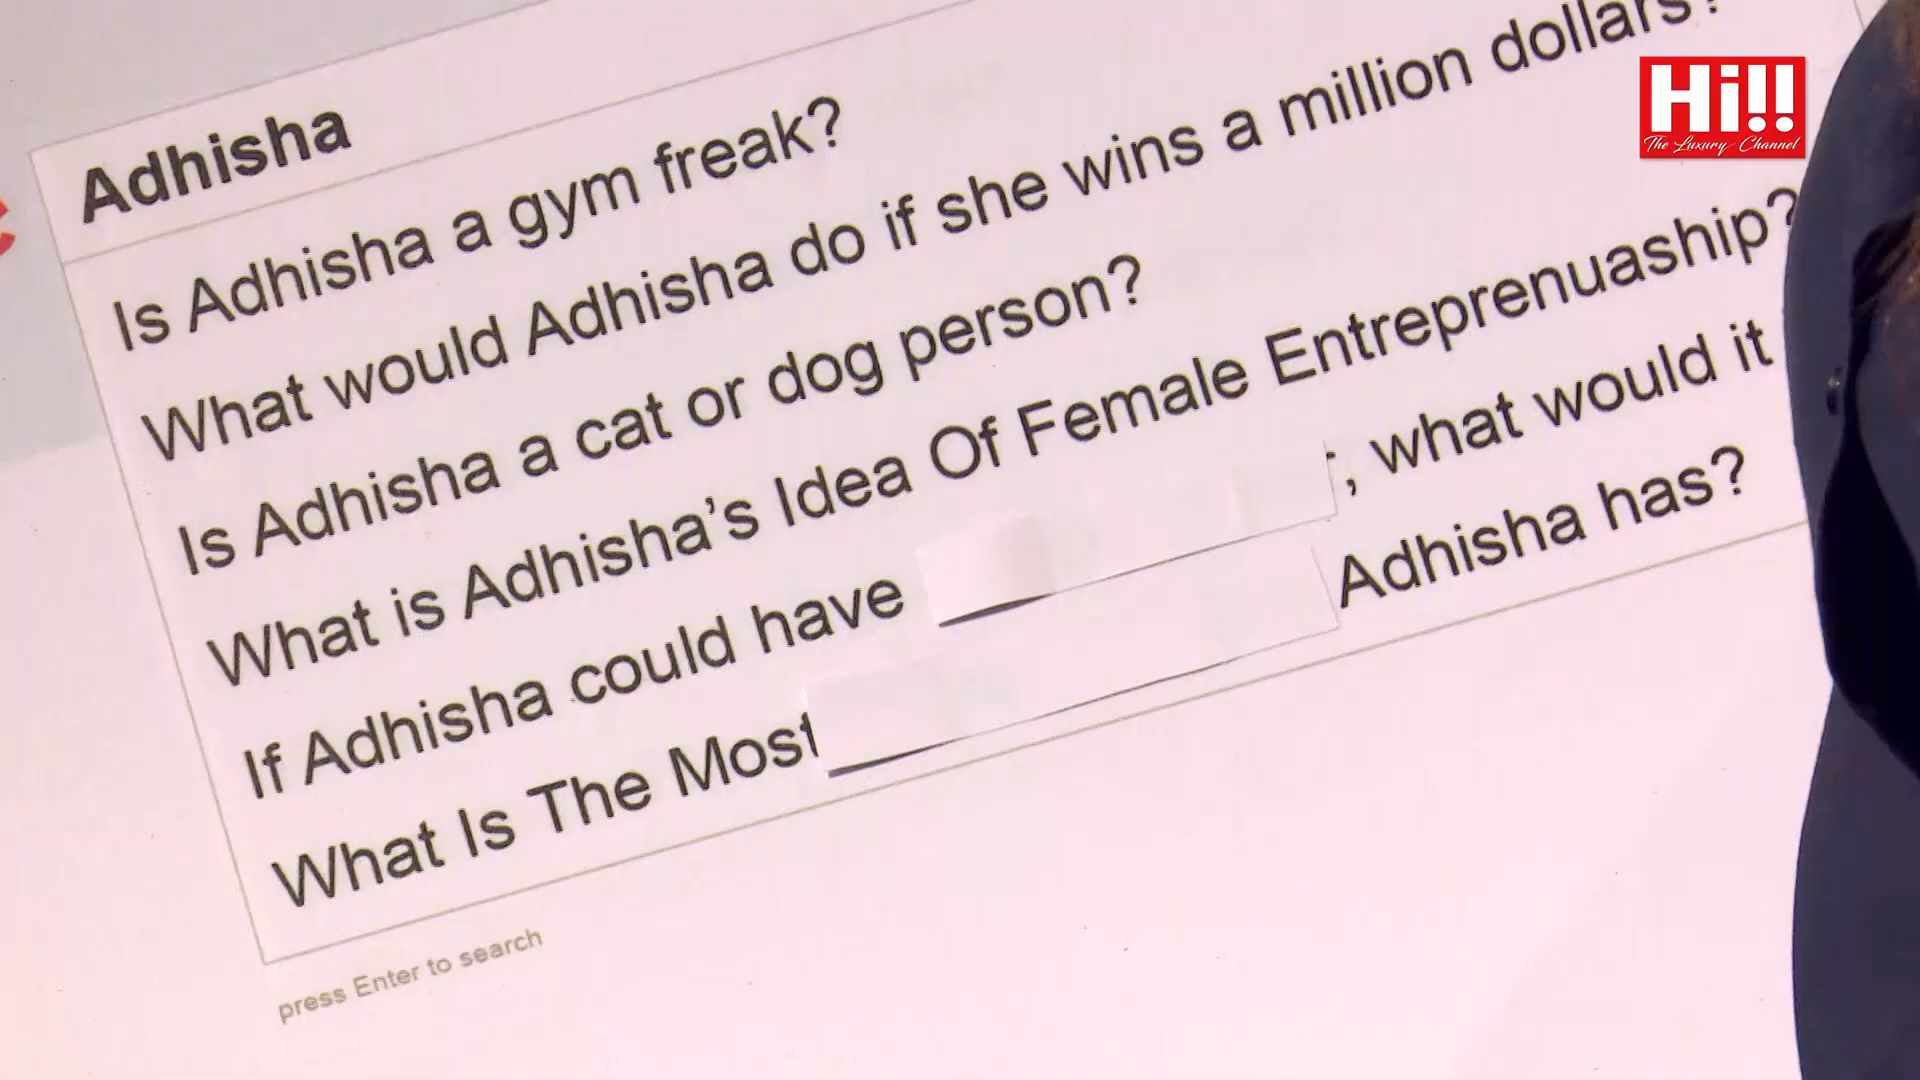 Hi!!
The Luxury Channel
Adhisha
Is Adhisha a gym freak?
What would Adhisha do if she wins a million dollars?
Is Adhisha a cat or dog person?
What is Adhisha's Idea Of Female Entreprenuaship?
If Adhisha could have ; what would it
What Is The Most Adhisha has?
press Enter to search